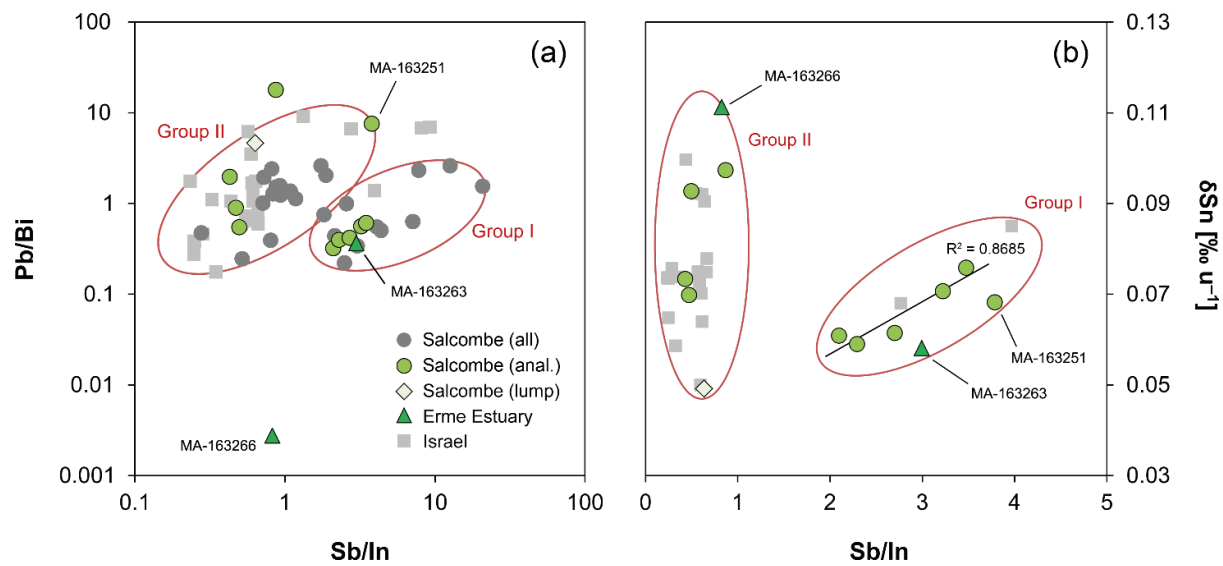 (a)
Pb/Bi
100
10
1
0.1
0.01
0.001
MA-163251
Group II
Group I
MA-163263
Salcombe (all)
Salcombe (anal.)
Salcombe (lump)
Erme Estuary
Israel
MA-163266
0.1
1
10
100
Sb/In
(b)
MA-163266
Group II
Group I
R² = 0.8685
MA-163251
MA-163263
0.13
0.11
0.09
0.07
0.05
0.03
δSn [‰ u⁻¹]
0
1
2
3
4
5
Sb/In